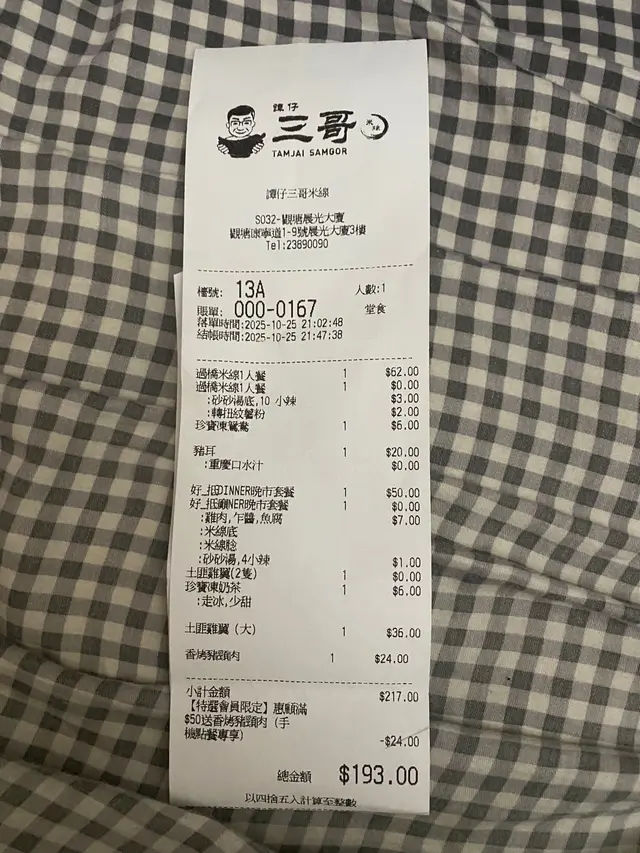 譚仔
三哥 米線
TAMJAI SAMGOR
譚仔三哥米線
S032-觀塘晨光大廈
觀塘康寧道1-9號晨光大廈3樓
Tel:23890090
檯號: 13A 人數:1
賬單: 000-0167 堂食
落單時間:2025-10-25 21:02:48
結帳時間:2025-10-25 21:47:38
過橋米線1人餐 1 $62.00
過橋米線1人餐 1 $0.00
:砂砂湯底,10 小辣 $3.00
:轉扭紋薯粉 $2.00
珍寶凍鴛鴦 1 $6.00
豬耳 1 $20.00
:重慶口水汁 $0.00
好_抵DINNER晚市套餐 1 $50.00
好_抵 NER晚市套餐 1 $0.00
:雞肉,乍醬,魚腐 $7.00
:米線底
:米線腍
:砂砂湯,4小辣 $1.00
土匪雞翼(2隻) 1 $0.00
珍寶凍奶茶 1 $6.00
:走冰,少甜
土匪雞翼 (大) 1 $36.00
香烤豬頸肉 1 $24.00
小計金額 $217.00
【特選會員限定】惠顧滿
$50送香烤豬頸肉 (手
機點餐專享) -$24.00
總金額 $193.00
以四捨五入計算至整數